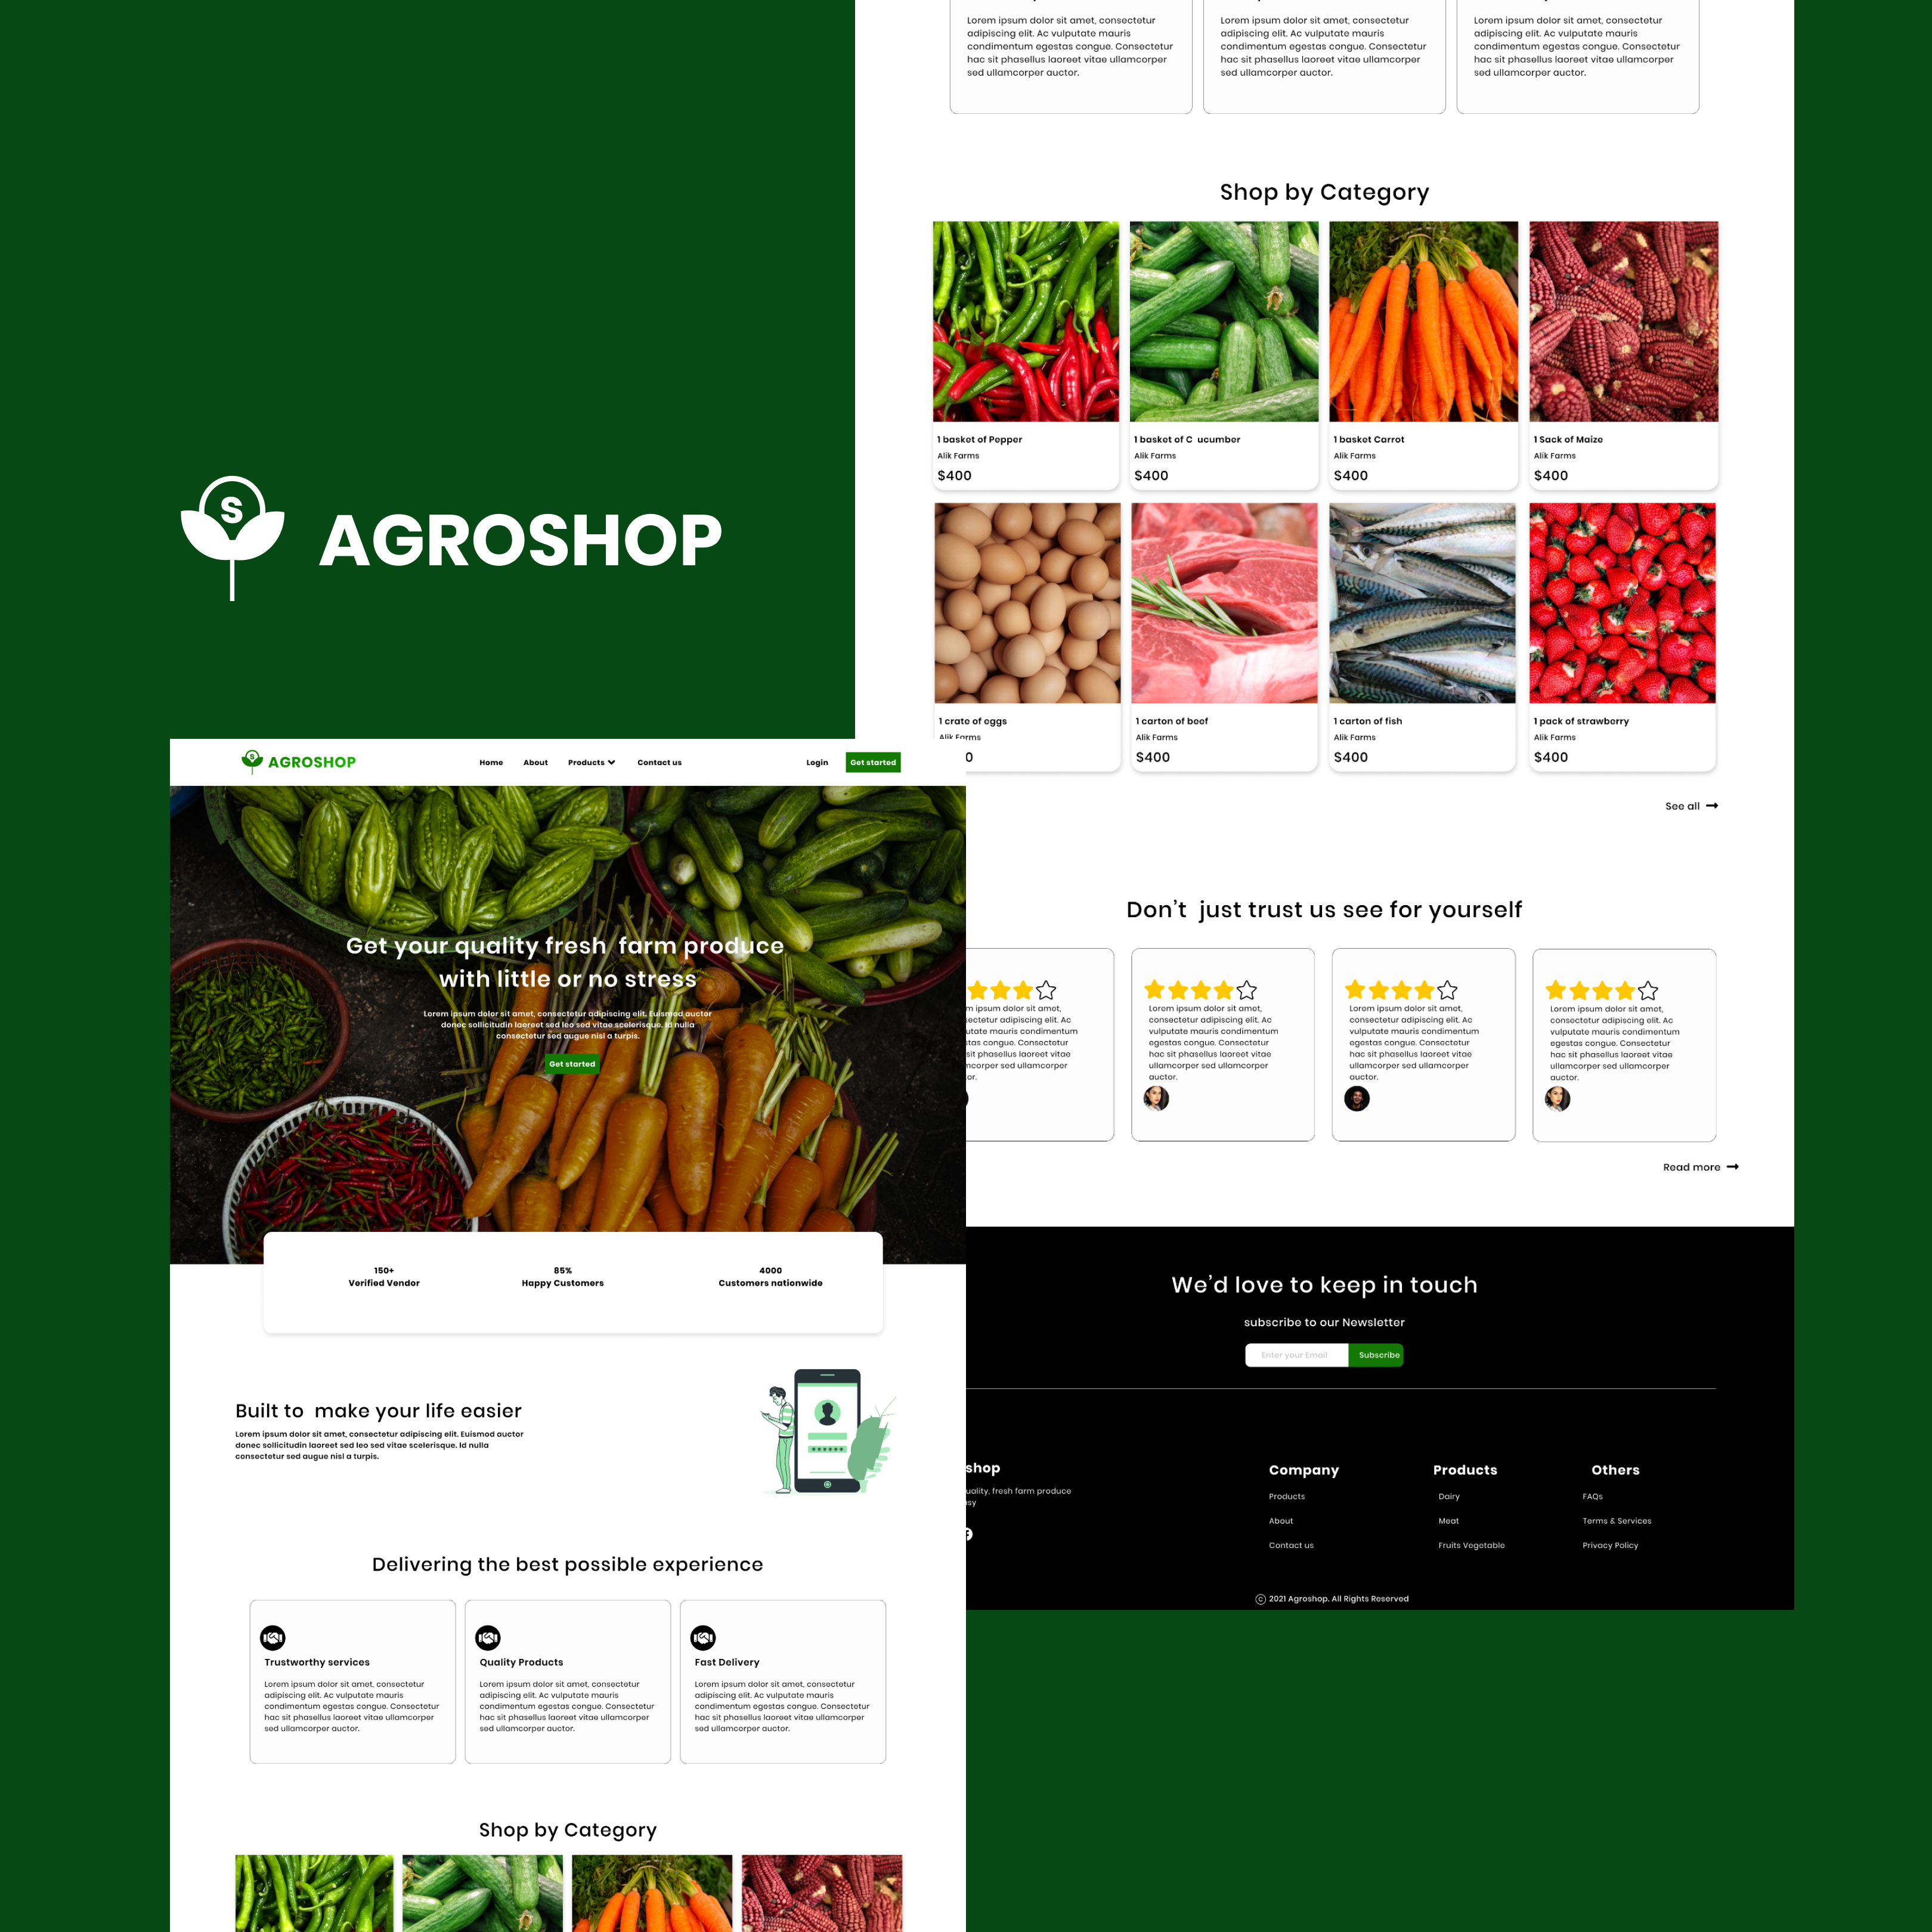 S
AGROSHOP
S
AGROSHOP
Home
About
Products
Contact us
Login
Get started
Get your quality fresh farm produce
with little or no stress
Lorem ipsum dolor sit amet, consectetur adipiscing elit. Euismod auctor
donec sollicitudin laoreet sed leo sed vitae scelerisque. Id nulla
consectetur sed augue nisl a turpis.
Get started
150+
Verified Vendor
85%
Happy Customers
4000
Customers nationwide
Built to make your life easier
Lorem ipsum dolor sit amet, consectetur adipiscing elit. Euismod auctor
donec sollicitudin laoreet sed leo sed vitae scelerisque. Id nulla
consectetur sed augue nisl a turpis.
Delivering the best possible experience
Trustworthy services
Lorem ipsum dolor sit amet, consectetur
adipiscing elit. Ac vulputate mauris
condimentum egestas congue. Consectetur
hac sit phasellus laoreet vitae ullamcorper
sed ullamcorper auctor.
Quality Products
Lorem ipsum dolor sit amet, consectetur
adipiscing elit. Ac vulputate mauris
condimentum egestas congue. Consectetur
hac sit phasellus laoreet vitae ullamcorper
sed ullamcorper auctor.
Fast Delivery
Lorem ipsum dolor sit amet, consectetur
adipiscing elit. Ac vulputate mauris
condimentum egestas congue. Consectetur
hac sit phasellus laoreet vitae ullamcorper
sed ullamcorper auctor.
Shop by Category
Lorem ipsum dolor sit amet, consectetur
adipiscing elit. Ac vulputate mauris
condimentum egestas congue. Consectetur
hac sit phasellus laoreet vitae ullamcorper
sed ullamcorper auctor.
Lorem ipsum dolor sit amet, consectetur
adipiscing elit. Ac vulputate mauris
condimentum egestas congue. Consectetur
hac sit phasellus laoreet vitae ullamcorper
sed ullamcorper auctor.
Lorem ipsum dolor sit amet, consectetur
adipiscing elit. Ac vulputate mauris
condimentum egestas congue. Consectetur
hac sit phasellus laoreet vitae ullamcorper
sed ullamcorper auctor.
Shop by Category
1 basket of Pepper
Alik Farms
$400
1 basket of C ucumber
Alik Farms
$400
1 basket Carrot
Alik Farms
$400
1 Sack of Maize
Alik Farms
$400
1 crate of eggs
Alik Farms
0
1 carton of beef
Alik Farms
$400
1 carton of fish
Alik Farms
$400
1 pack of strawberry
Alik Farms
$400
See all
Don't just trust us see for yourself
m ipsum dolor sit amet,
sectetur adipiscing elit. Ac
utate mauris condimentum
stas congue. Consectetur
sit phasellus laoreet vitae
mcorper sed ullamcorper
or.
Lorem ipsum dolor sit amet,
consectetur adipiscing elit. Ac
vulputate mauris condimentum
egestas congue. Consectetur
hac sit phasellus laoreet vitae
ullamcorper sed ullamcorper
auctor.
Lorem ipsum dolor sit amet,
consectetur adipiscing elit. Ac
vulputate mauris condimentum
egestas congue. Consectetur
hac sit phasellus laoreet vitae
ullamcorper sed ullamcorper
auctor.
Lorem ipsum dolor sit amet,
consectetur adipiscing elit. Ac
vulputate mauris condimentum
egestas congue. Consectetur
hac sit phasellus laoreet vitae
ullamcorper sed ullamcorper
auctor.
Read more
We'd love to keep in touch
subscribe to our Newsletter
Enter your Email
Subscribe
shop
uality, fresh farm produce
sy
Company
Products
About
Contact us
Products
Dairy
Meat
Fruits Vegetable
Others
FAQs
Terms & Services
Privacy Policy
© 2021 Agroshop. All Rights Reserved